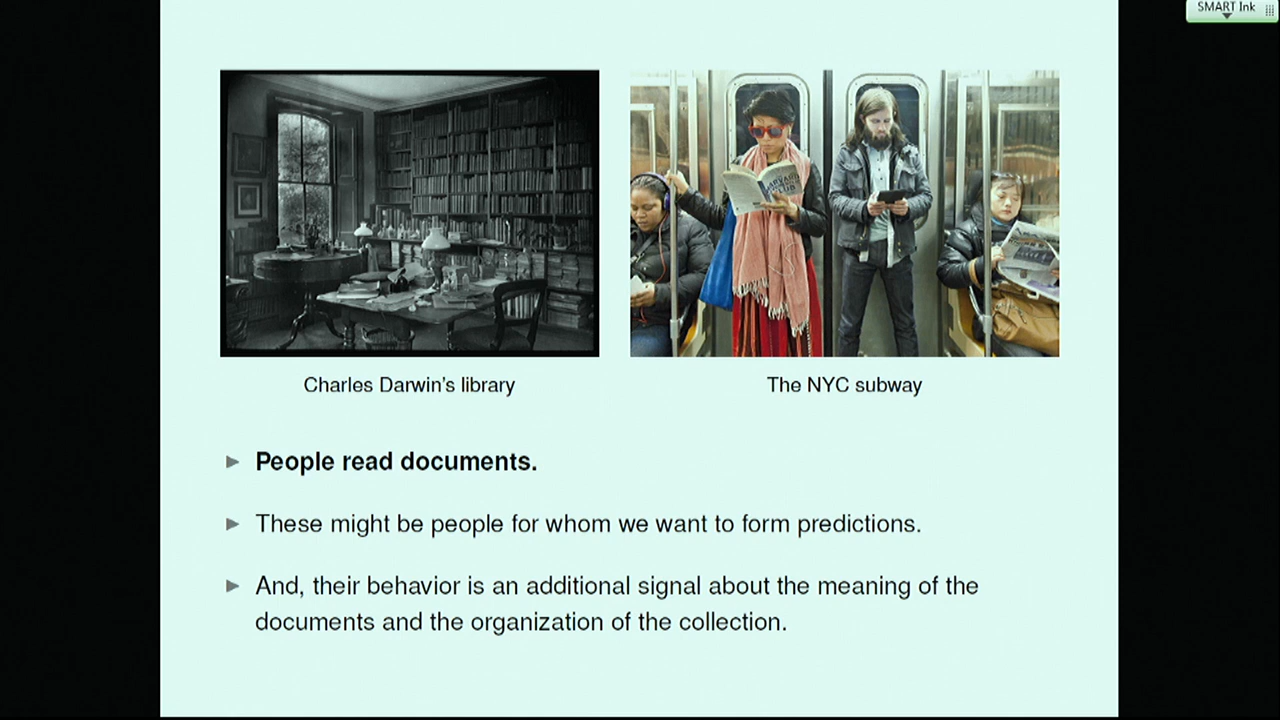 SMART Ink
HARVARD
CLUB
Charles Darwin's library
The NYC subway
People read documents.
These might be people for whom we want to form predictions.
And, their behavior is an additional signal about the meaning of the
documents and the organization of the collection.